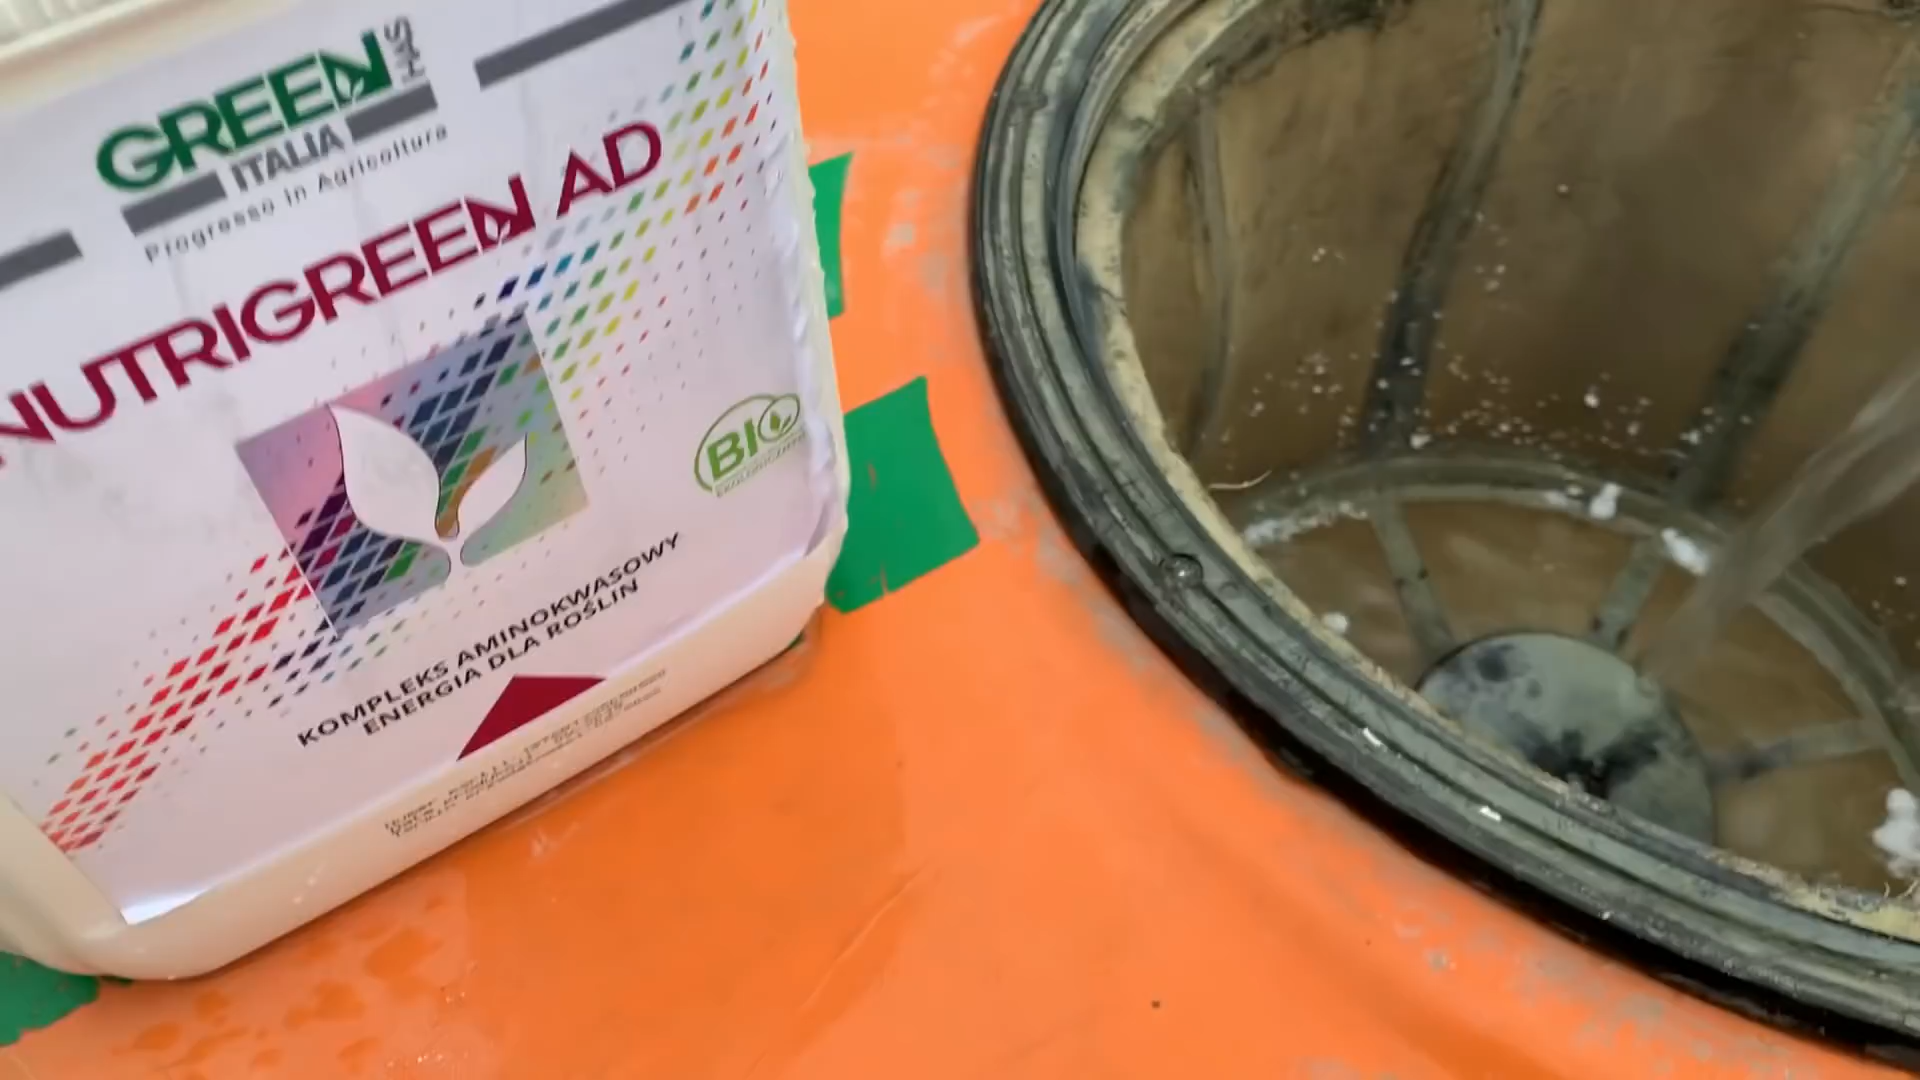 GREEN HAS
ITALIA
Progresso in Agricoltura
NUTRIGREEN AD
BIO
KOMPLEKS AMINOKWASOWY
ENERGIA DLA ROŚLIN